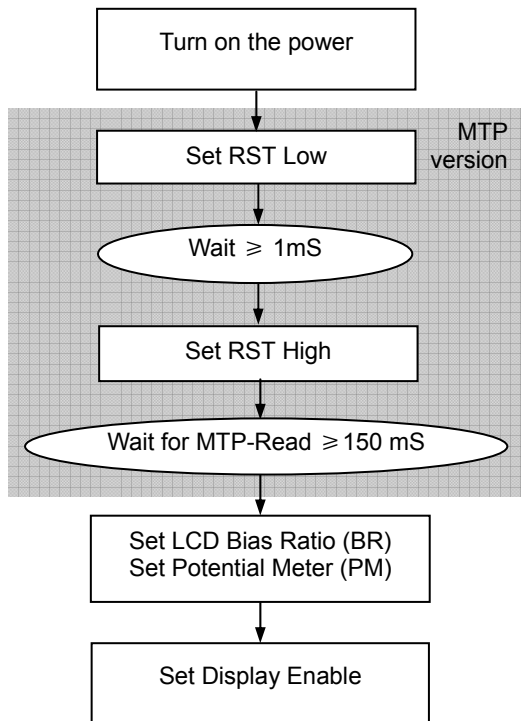 Turn on the power
MTP
version
Set RST Low
Wait ≥ 1mS
Set RST High
Wait for MTP-Read ≥150 mS
Set LCD Bias Ratio (BR)
Set Potential Meter (PM)
Set Display Enable